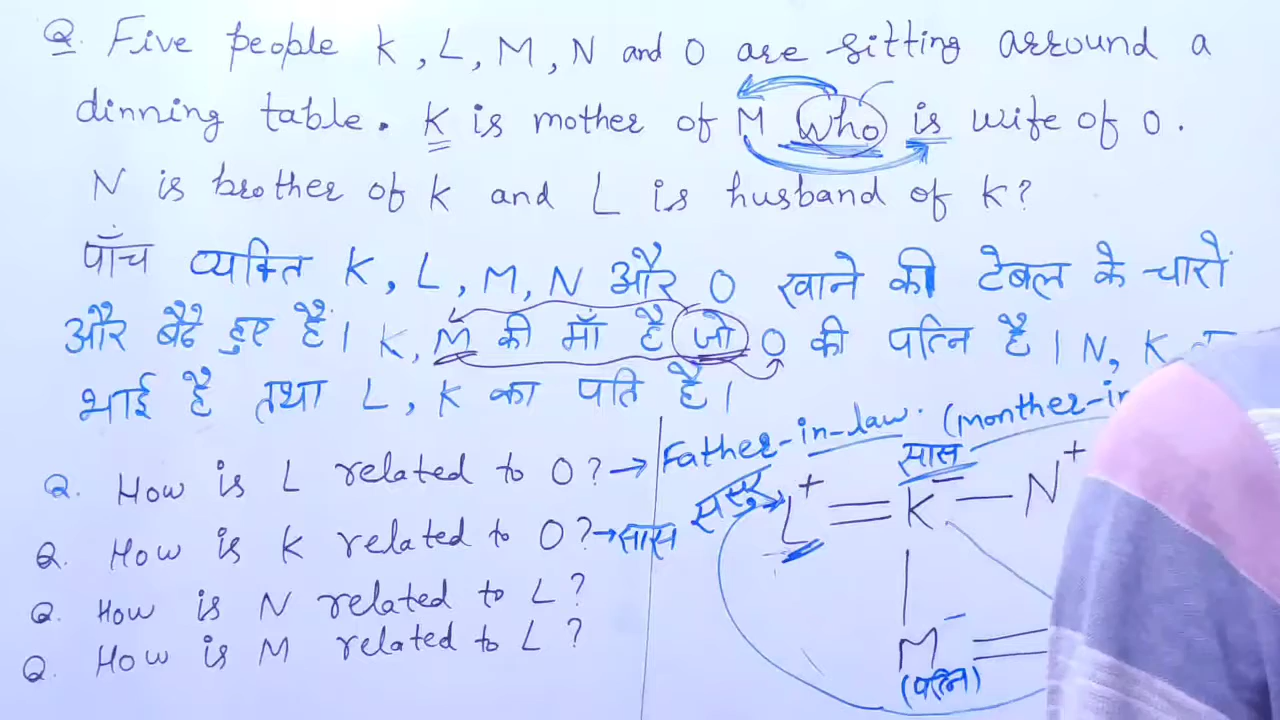 Q. Five people K, L, M, N and O are sitting arround a
dinning table. K is mother of M who is wife of O.
N is brother of K and L is husband of K?
पाँच व्यक्ति K, L, M, N और O खाने की टेबल के चारों
और बैठे हुए है। K, M की माँ है जो O की पत्नि है। N, K
भाई है तथा L, K का पति है।
Q. How is L related to O? → Father-in-law. (monther-in
Q. How is K related to O? → सास
Q. How is N related to L?
Q. How is M related to L?
ससुर सास
L+ = K- — N+
M- =
(पत्नि)